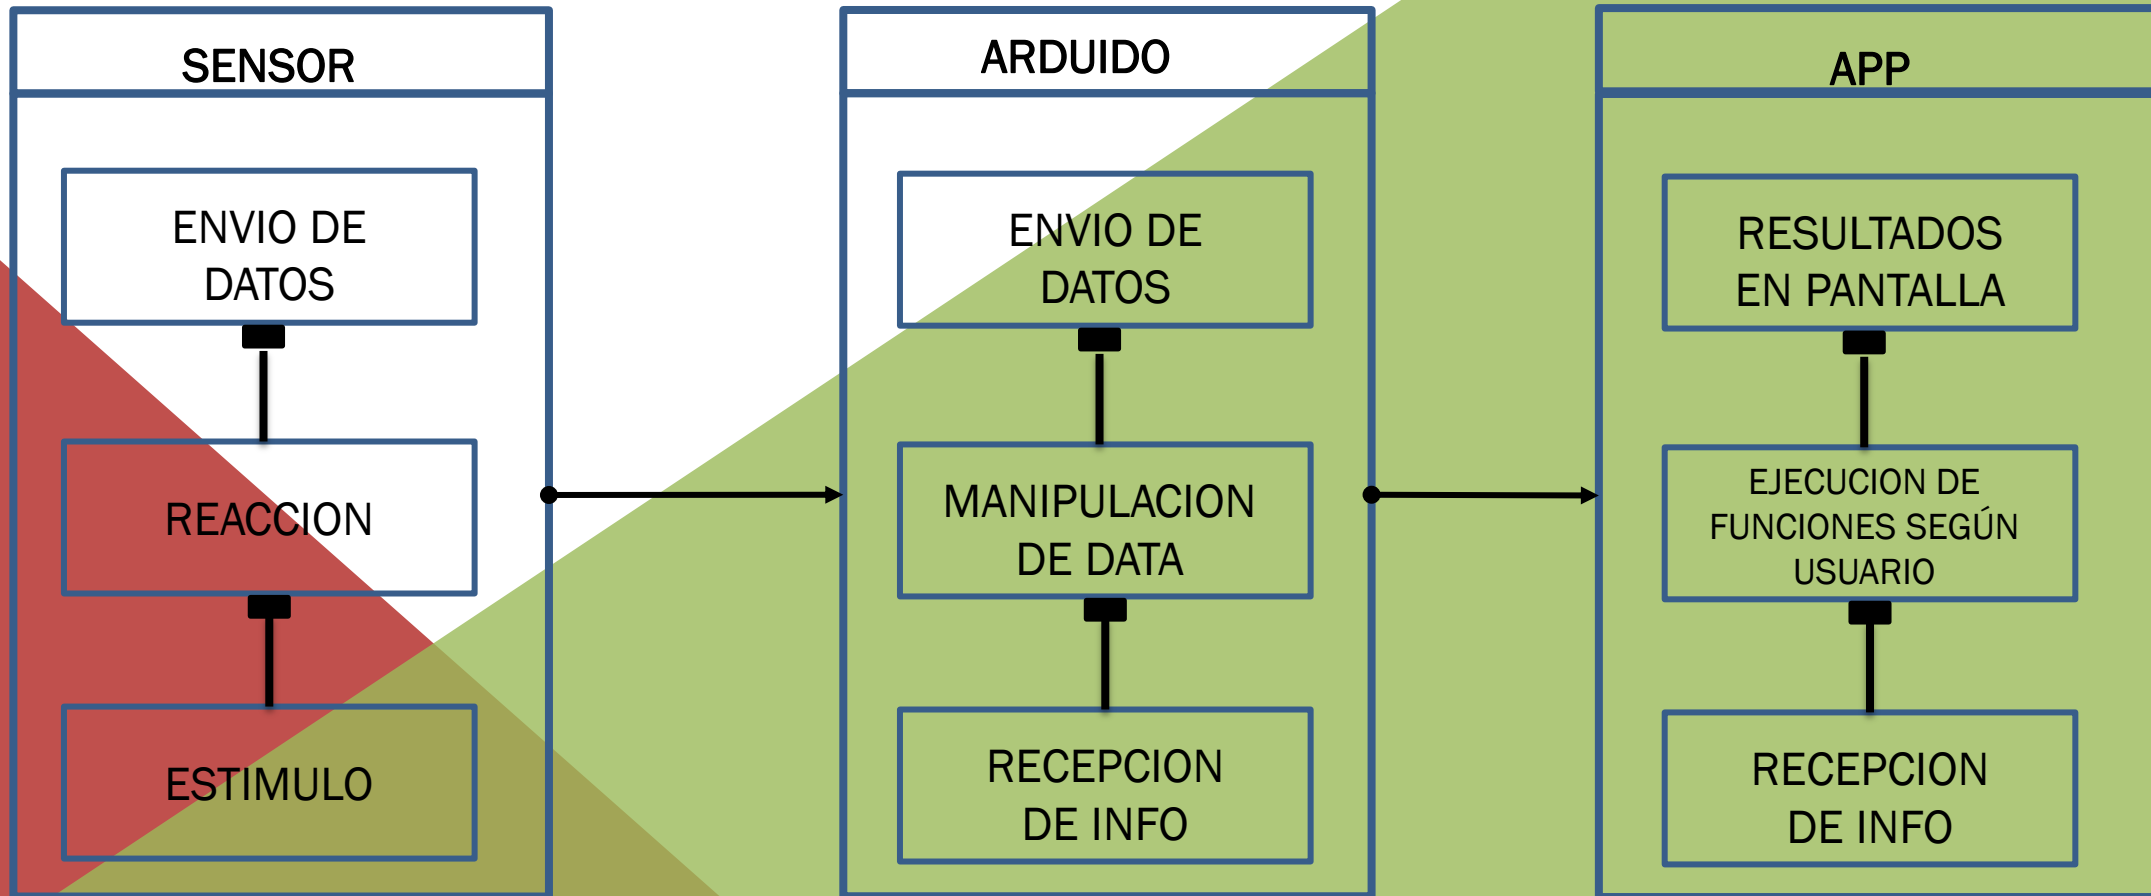 SENSOR
ENVIO DE
DATOS
REACCION
ESTIMULO
ARDUIDO
ENVIO DE
DATOS
MANIPULACION
DE DATA
RECEPCION
DE INFO
APP
RESULTADOS
EN PANTALLA
EJECUCION DE
FUNCIONES SEGÚN
USUARIO
RECEPCION
DE INFO